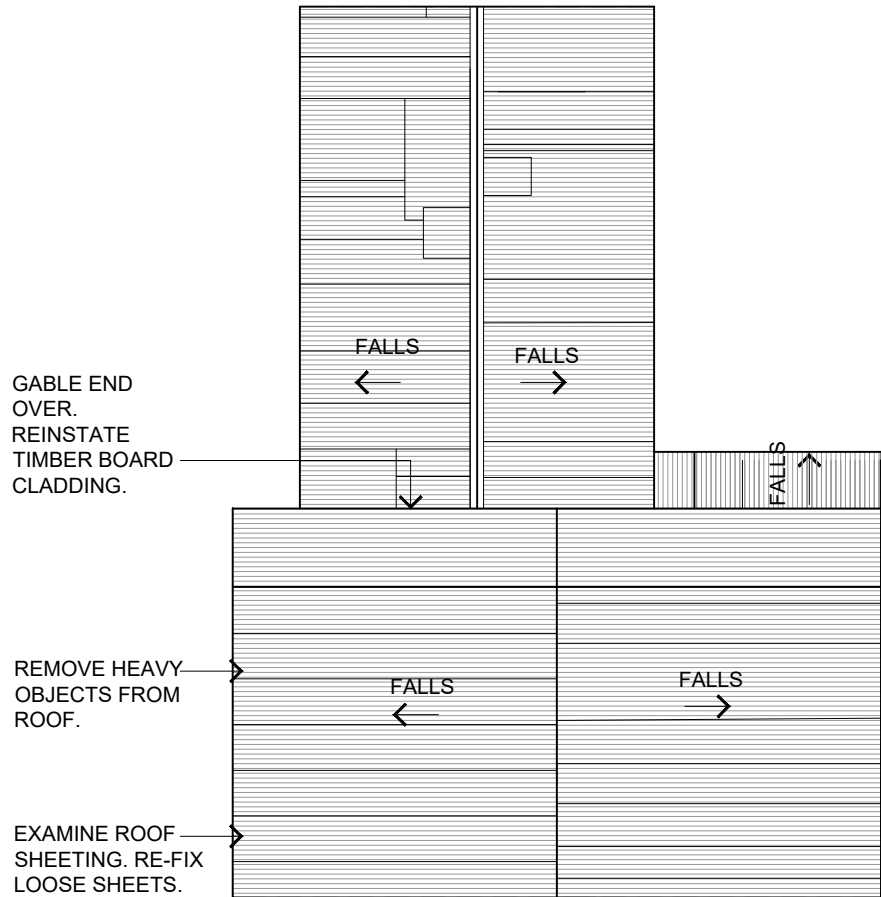 FALLS
FALLS
GABLE END
OVER.
REINSTATE
TIMBER BOARD
CLADDING.
FALLS
REMOVE HEAVY
OBJECTS FROM
ROOF.
FALLS
FALLS
EXAMINE ROOF
SHEETING. RE-FIX
LOOSE SHEETS.